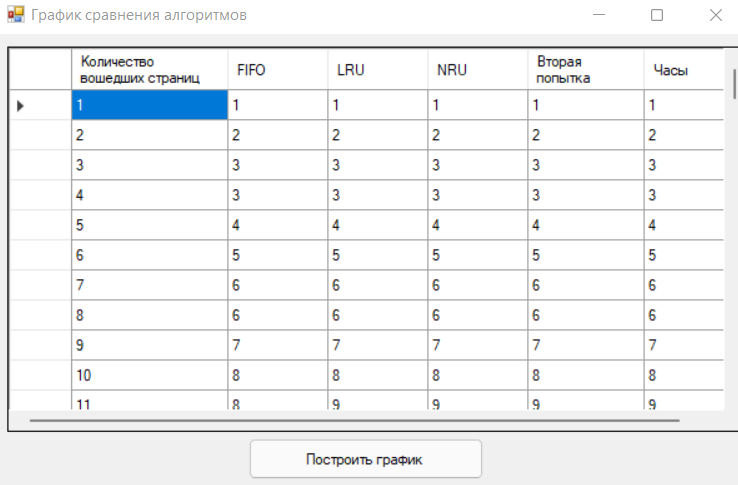 График сравнения алгоритмов
Количество вошедших страниц FIFO LRU NRU Вторая попытка Часы
1 1 1 1 1 1
2 2 2 2 2 2
3 3 3 3 3 3
4 3 3 3 3 3
5 4 4 4 4 4
6 5 5 5 5 5
7 6 6 6 6 6
8 6 6 6 6 6
9 7 7 7 7 7
10 8 8 8 8 8
11 8 9 9 9 9
Построить график